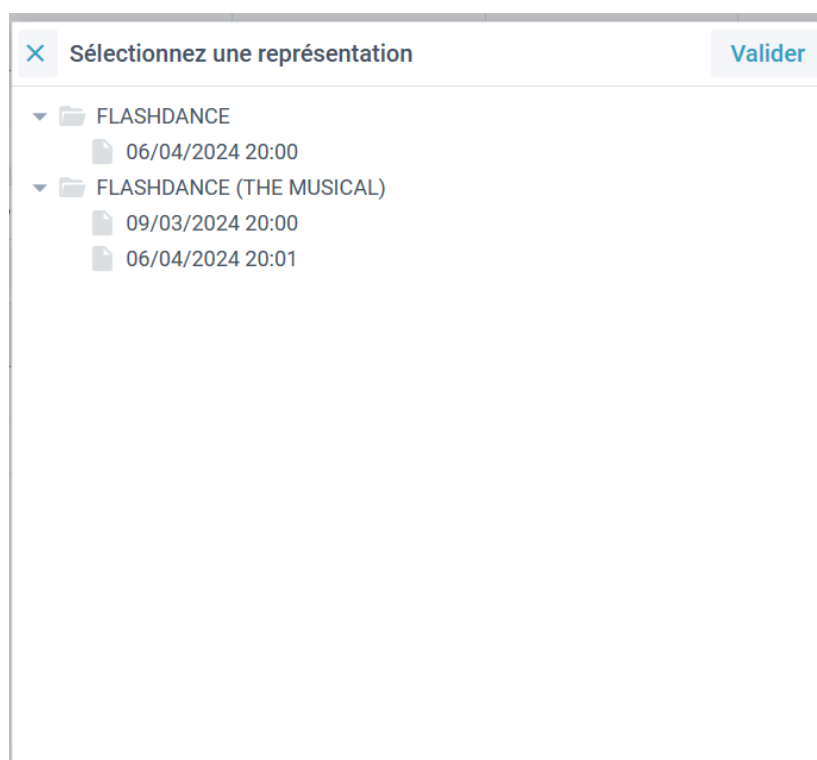 Sélectionnez une représentation
Valider
FLASHDANCE
06/04/2024 20:00
FLASHDANCE (THE MUSICAL)
09/03/2024 20:00
06/04/2024 20:01